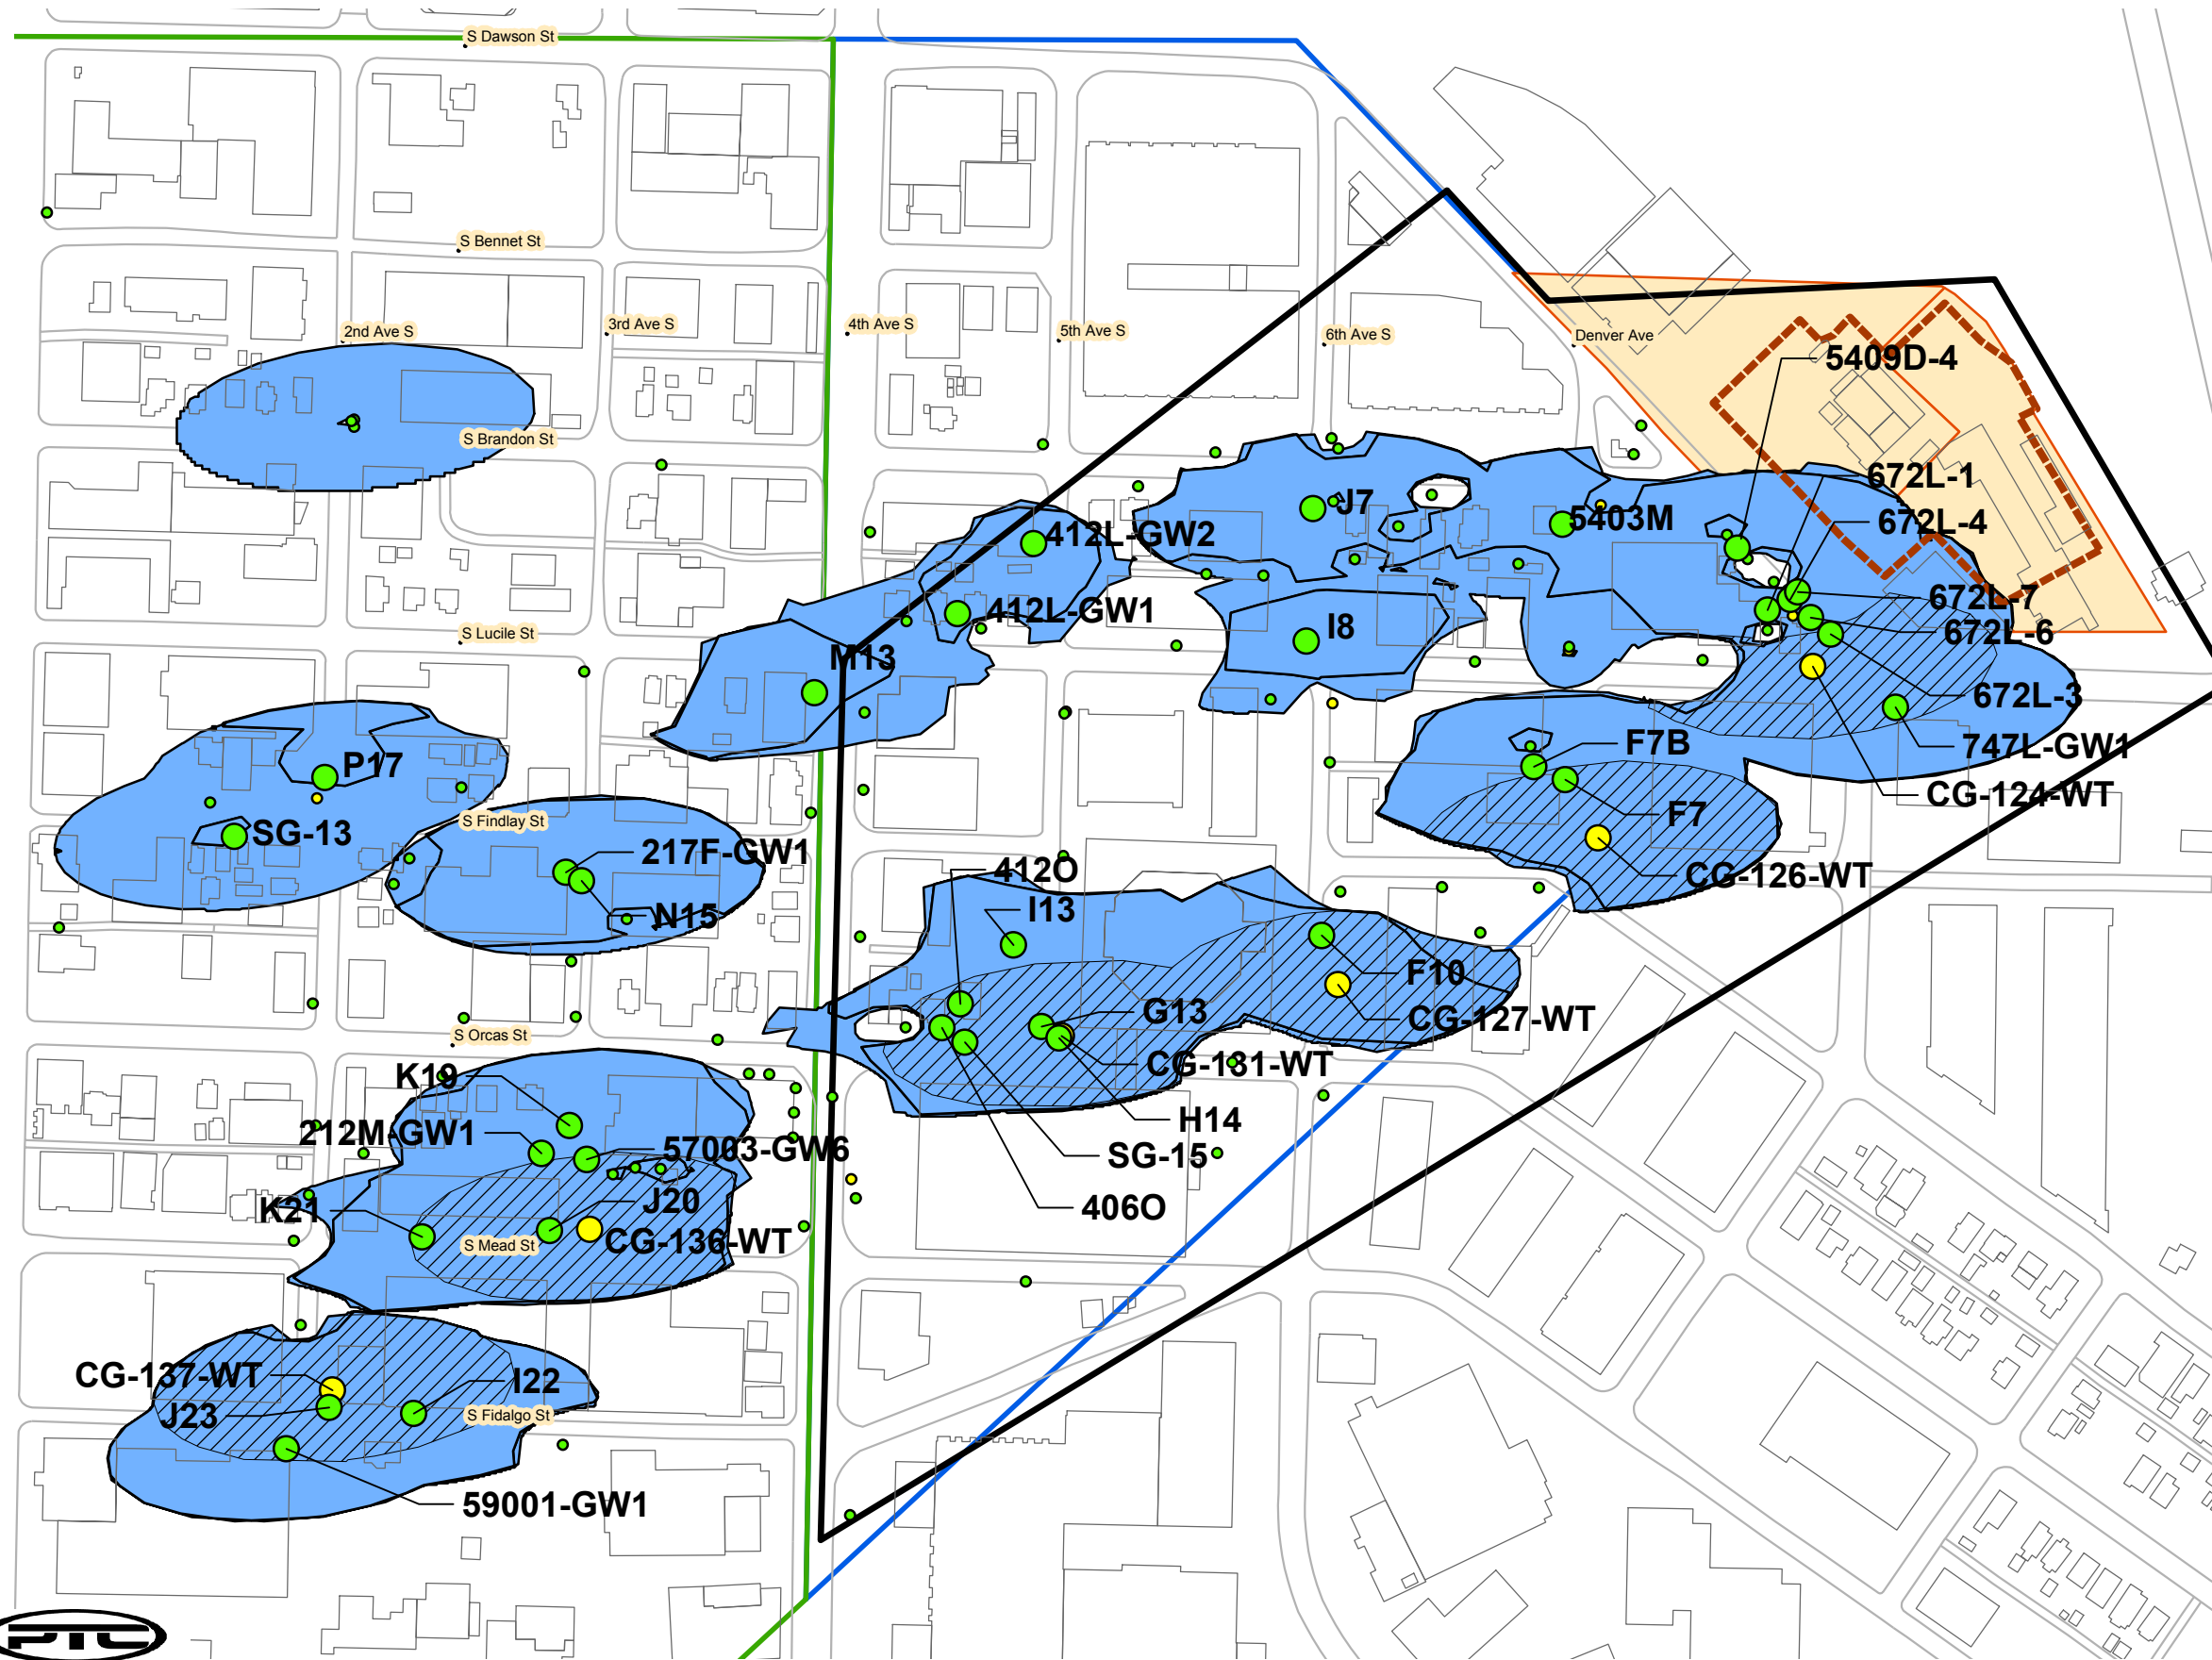 S Dawson St
S Bennet St
2nd Ave S
3rd Ave S
4th Ave S
5th Ave S
6th Ave S
Denver Ave
5409D-4
S Brandon St
672L-1
J7
5403M
672L-4
412L-GW2
412L-GW1
672L-7
I8
672L-6
S Lucile St
M13
672L-3
F7B
747L-GW1
P17
CG-124-WT
F7
S Findlay St
SG-13
217F-GW1
412O
CG-126-WT
I13
N15
F10
G13
CG-127-WT
S Orcas St
CG-131-WT
K19
H14
212M-GW1
57003-GW6
SG-15
J20
406O
K21
CG-136-WT
S Mead St
CG-137-WT
I22
J23
S Fidalgo St
59001-GW1
PTC